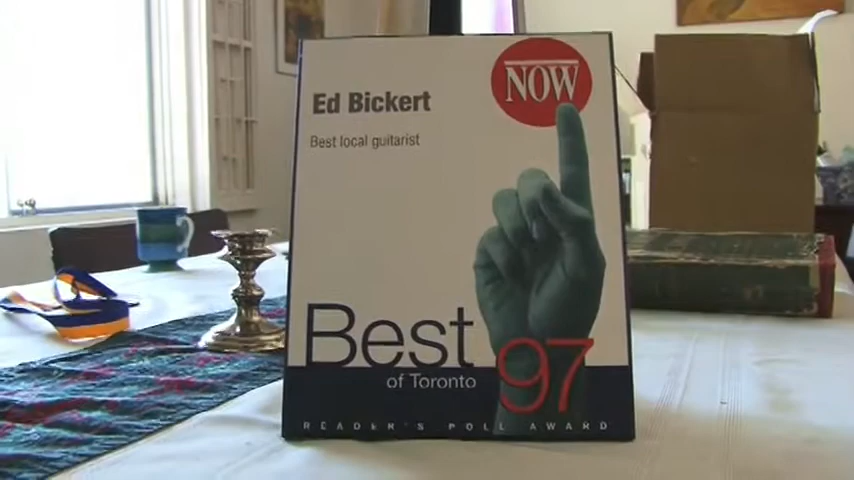 NOW
Ed Bickert
Best local guitarist
Best
of Toronto
97
READER'S POLL AWARD